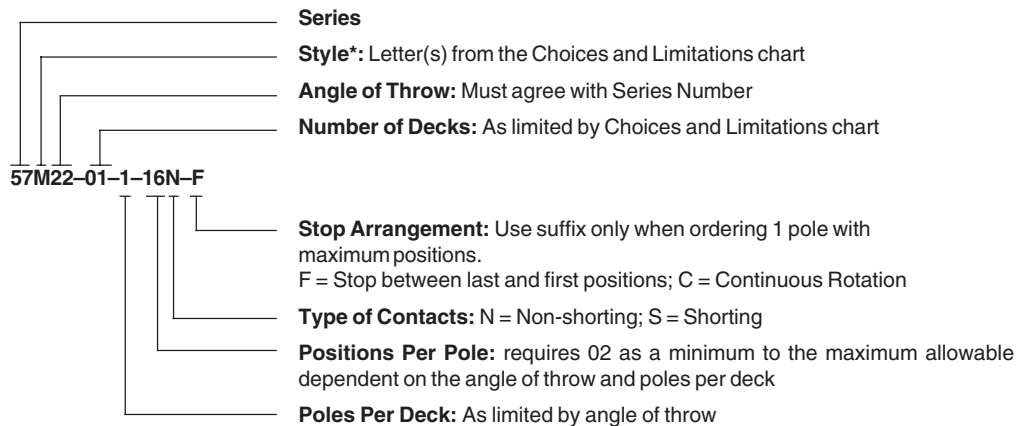 Series
Style*: Letter(s) from the Choices and Limitations chart
Angle of Throw: Must agree with Series Number
Number of Decks: As limited by Choices and Limitations chart
57M22–01–1–16N–F
Stop Arrangement: Use suffix only when ordering 1 pole with
maximum positions.
F = Stop between last and first positions; C = Continuous Rotation
Type of Contacts: N = Non-shorting; S = Shorting
Positions Per Pole: requires 02 as a minimum to the maximum allowable
dependent on the angle of throw and poles per deck
Poles Per Deck: As limited by angle of throw